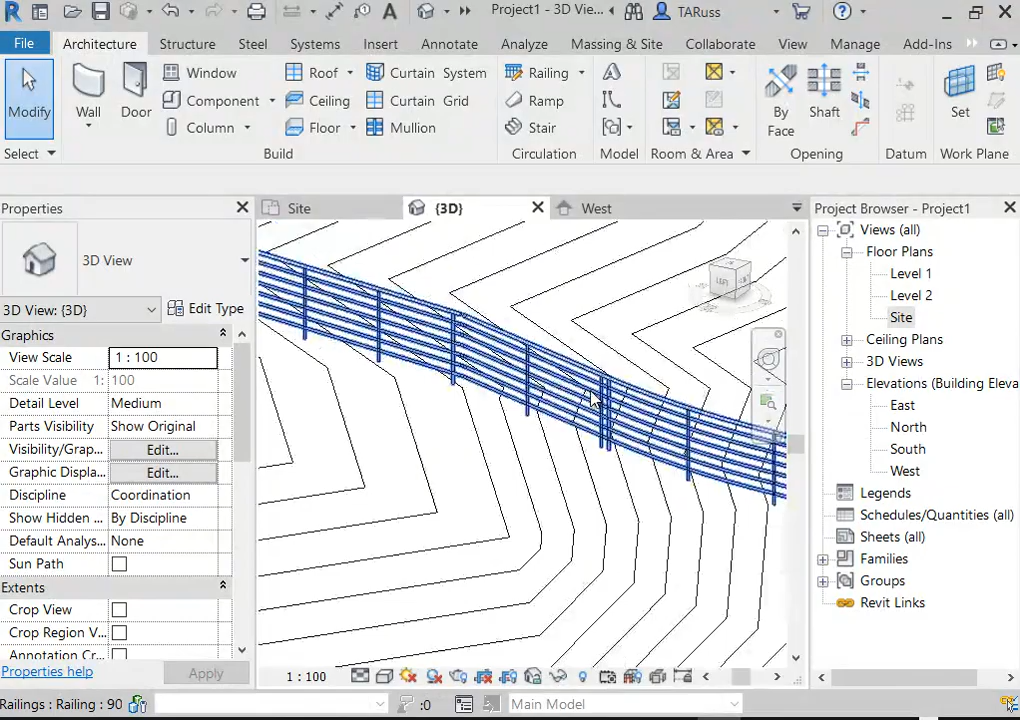 Project1 - 3D Vie...
TARuss
File
Architecture
Structure
Steel
Systems
Insert
Annotate
Analyze
Massing & Site
Collaborate
View
Manage
Add-Ins
Modify
Wall
Door
Window
Component
Column
Roof
Ceiling
Floor
Curtain System
Curtain Grid
Mullion
Railing
Ramp
Stair
By
Face
Shaft
Set
Select
Build
Circulation
Model
Room & Area
Opening
Datum
Work Plane
Properties
Site
{3D}
West
Project Browser - Project1
3D View
3D View: {3D}
Edit Type
Graphics
View Scale
1 : 100
Scale Value 1:
100
Detail Level
Medium
Parts Visibility
Show Original
Visibility/Grap...
Edit...
Graphic Displa...
Edit...
Discipline
Coordination
Show Hidden ...
By Discipline
Default Analys...
None
Sun Path
Extents
Crop View
Crop Region V...
Annotation Cr...
Properties help
Apply
LEFT
Views (all)
Floor Plans
Level 1
Level 2
Site
Ceiling Plans
3D Views
Elevations (Building Eleva
East
North
South
West
Legends
Schedules/Quantities (all)
Sheets (all)
Families
Groups
Revit Links
1 : 100
Railings : Railing : 90
:0
Main Model